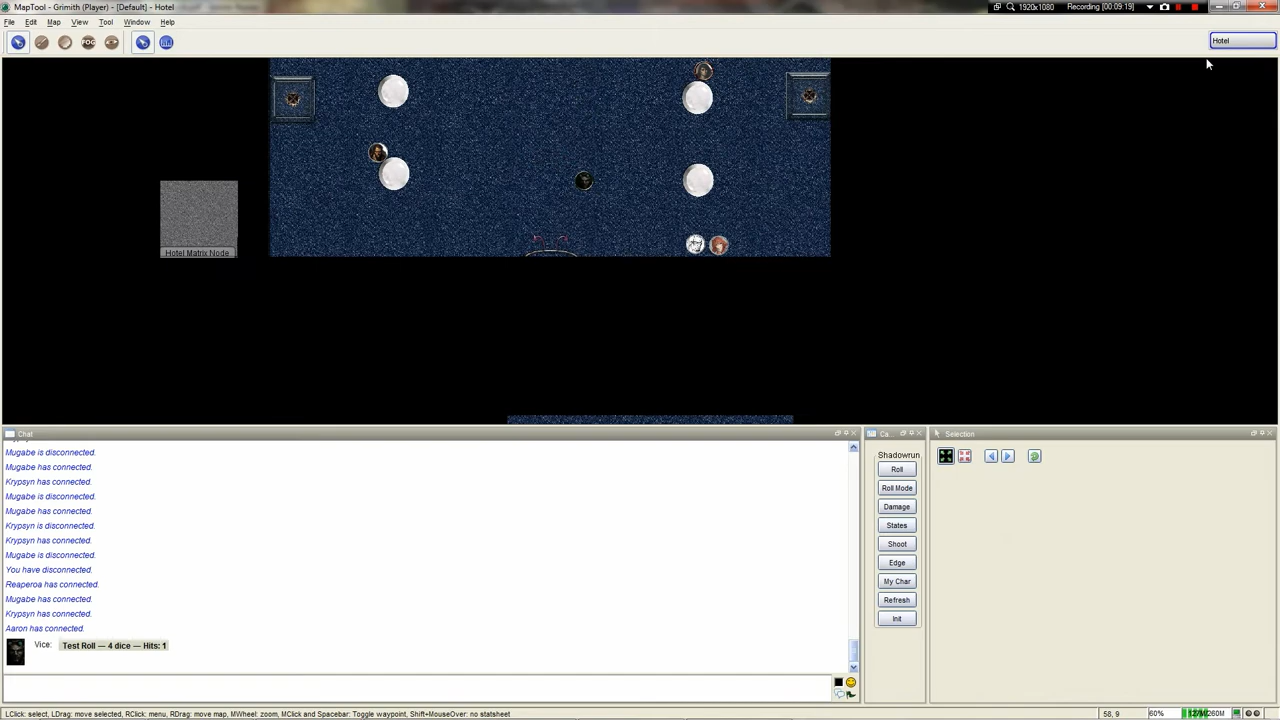 MapTool - Grimith (Player) - [Default] - Hotel
1920x1080
Recording [00:09:19]
File Edit Map View Tool Window Help
FOG
Hotel
Hotel Matrix Node
Chat
Mugabe is disconnected.
Mugabe has connected.
Krypsyn has connected.
Mugabe is disconnected.
Mugabe has connected.
Krypsyn is disconnected.
Krypsyn has connected.
Mugabe is disconnected.
You have disconnected.
Reaperoa has connected.
Mugabe has connected.
Krypsyn has connected.
Aaron has connected.
Vice: Test Roll — 4 dice — Hits: 1
Ca...
Shadowrun
Roll
Roll Mode
Damage
States
Shoot
Edge
My Char
Refresh
Init
Selection
LClick: select, LDrag: move selected, RClick: menu, RDrag: move map, MWheel: zoom, MClick and Spacebar: Toggle waypoint, Shift+MouseOver: no statsheet
58, 9
60%